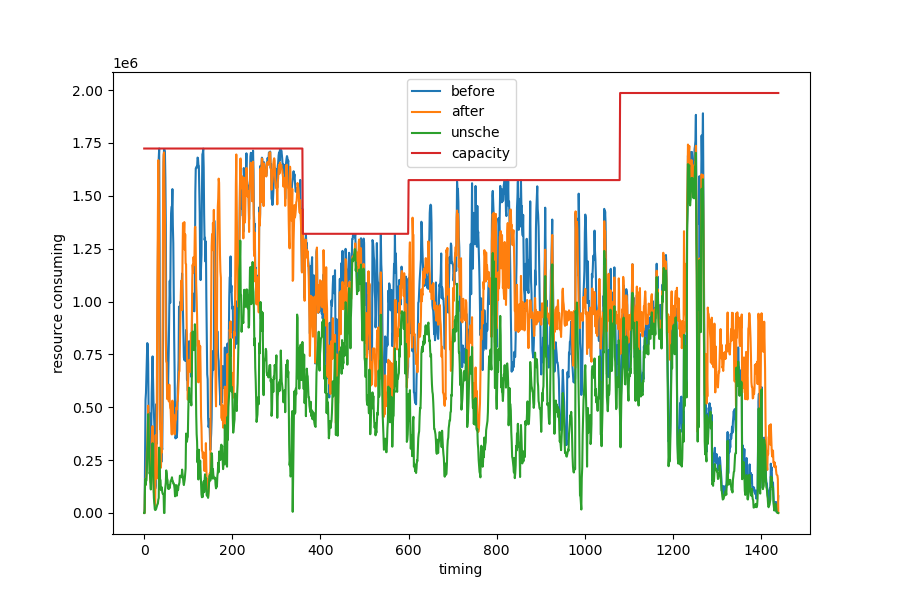 1e6
2.00
1.75
1.50
1.25
1.00
0.75
0.50
0.25
0.00
resource consuming
before
after
unsche
capacity
0 200 400 600 800 1000 1200 1400
timing